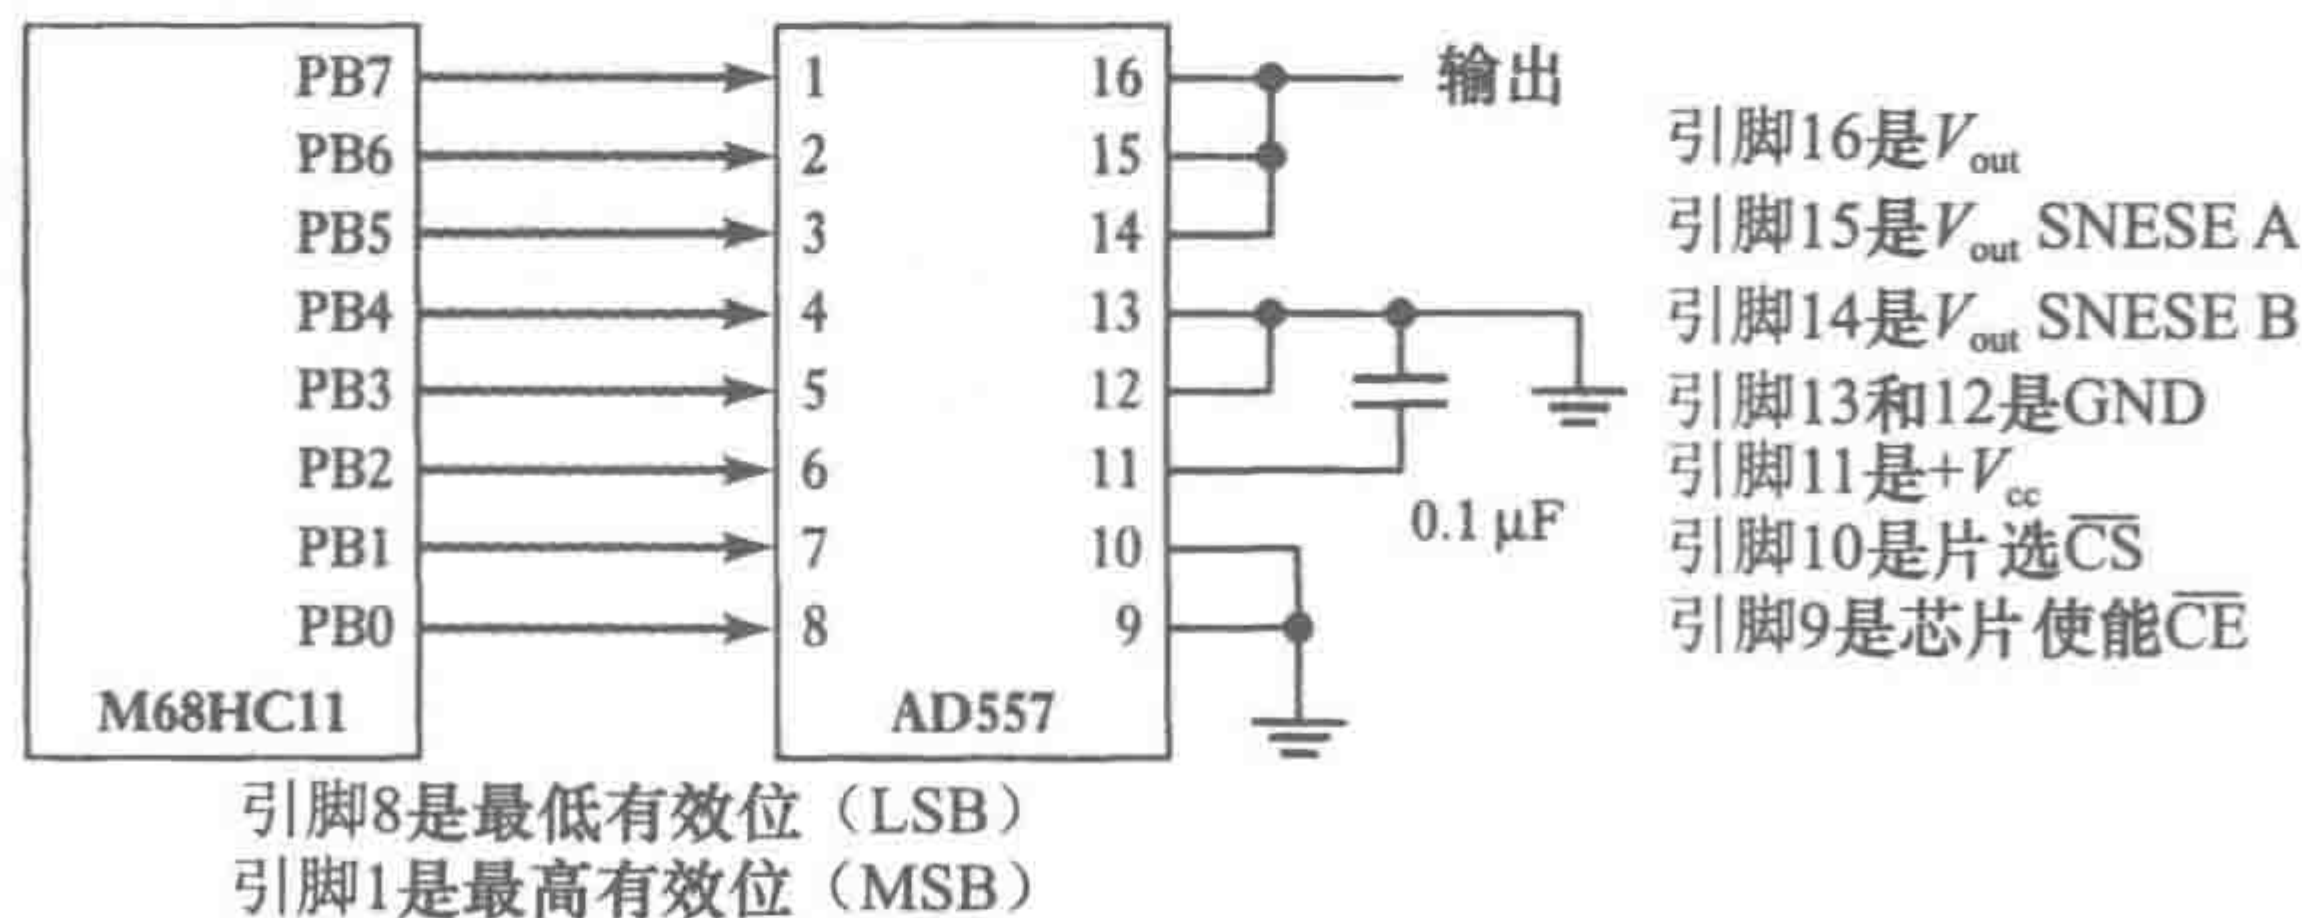 PB7
PB6
PB5
PB4
PB3
PB2
PB1
PB0
M68HC11
1
2
3
4
5
6
7
8
16
15
14
13
12
11
10
9
AD557
输出
0.1 μF
引脚16是Vout
引脚15是Vout SNESE A
引脚14是Vout SNESE B
引脚13和12是GND
引脚11是+Vcc
引脚10是片选C̅S̅
引脚9是芯片使能C̅E̅
引脚8是最低有效位（LSB）
引脚1是最高有效位（MSB）